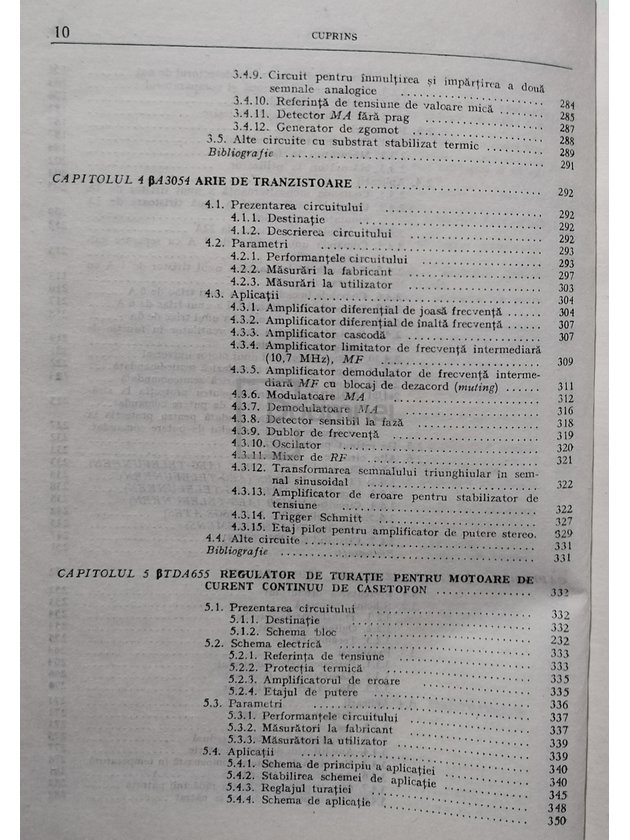 10 CUPRINS
3.4.9. Circuit pentru înmulțirea și împărțirea a două
semnale analogice ........ 284
3.4.10. Referință de tensiune de valoare mică ........ 285
3.4.11. Detector MA fără prag ........ 287
3.4.12. Generator de zgomot ........ 288
3.5. Alte circuite cu substrat stabilizat termic ........ 289
Bibliografie ........ 291
CAPITOLUL 4 βA3054 ARIE DE TRANZISTOARE ........ 292
4.1. Prezentarea circuitului ........ 292
4.1.1. Destinație ........ 292
4.1.2. Descrierea circuitului ........ 292
4.2. Parametri ........ 293
4.2.1. Performanțele circuitului ........ 293
4.2.2. Măsurări la fabricant ........ 297
4.2.3. Măsurări la utilizator ........ 303
4.3. Aplicații ........ 304
4.3.1. Amplificator diferențial de joasă frecvență ...... 304
4.3.2. Amplificator diferențial de înaltă frecvență ...... 307
4.3.3. Amplificator cascodă ........ 307
4.3.4. Amplificator limitator de frecvență intermediară
(10,7 MHz), MF ........ 309
4.3.5. Amplificator demodulator de frecvență interme-
diară MF cu blocaj de dezacord (muting) ...... 311
4.3.6. Modulatoare MA ........ 312
4.3.7. Demodulatoare MA ........ 316
4.3.8. Detector sensibil la fază ........ 318
4.3.9. Dublor de frecvență ........ 319
4.3.10. Oscilator ........ 320
4.3.11. Mixer de RF ........ 321
4.3.12. Transformarea semnalului triunghiular în sem-
nal sinusoidal ........ 322
4.3.13. Amplificator de eroare pentru stabilizator de
tensiune ........ 322
4.3.14. Trigger Schmitt ........ 327
4.3.15. Etaj pilot pentru amplificator de putere stereo. 329
4.4. Alte circuite ........ 331
Bibliografie ........ 331
CAPITOLUL 5 βTDA655 REGULATOR DE TURAȚIE PENTRU MOTOARE DE
CURENT CONTINUU DE CASETOFON ........ 332
5.1. Prezentarea circuitului ........ 332
5.1.1. Destinație ........ 332
5.1.2. Schema bloc ........ 232
5.2. Schema electrică ........ 333
5.2.1. Referința de tensiune ........ 333
5.2.2. Protecția termică ........ 335
5.2.3. Amplificatorul de eroare ........ 335
5.2.4. Etajul de putere ........ 336
5.3. Parametri ........ 337
5.3.1. Performanțele circuitului ........ 337
5.3.2. Măsurători la fabricant ........ 339
5.3.3. Măsurători la utilizator ........ 339
5.4. Aplicații ........ 340
5.4.1. Schema de principiu a aplicației ........ 340
5.4.2. Stabilirea schemei de aplicație ........ 345
5.4.3. Reglajul turației ........ 348
5.4.4. Schema de aplicație ........ 350